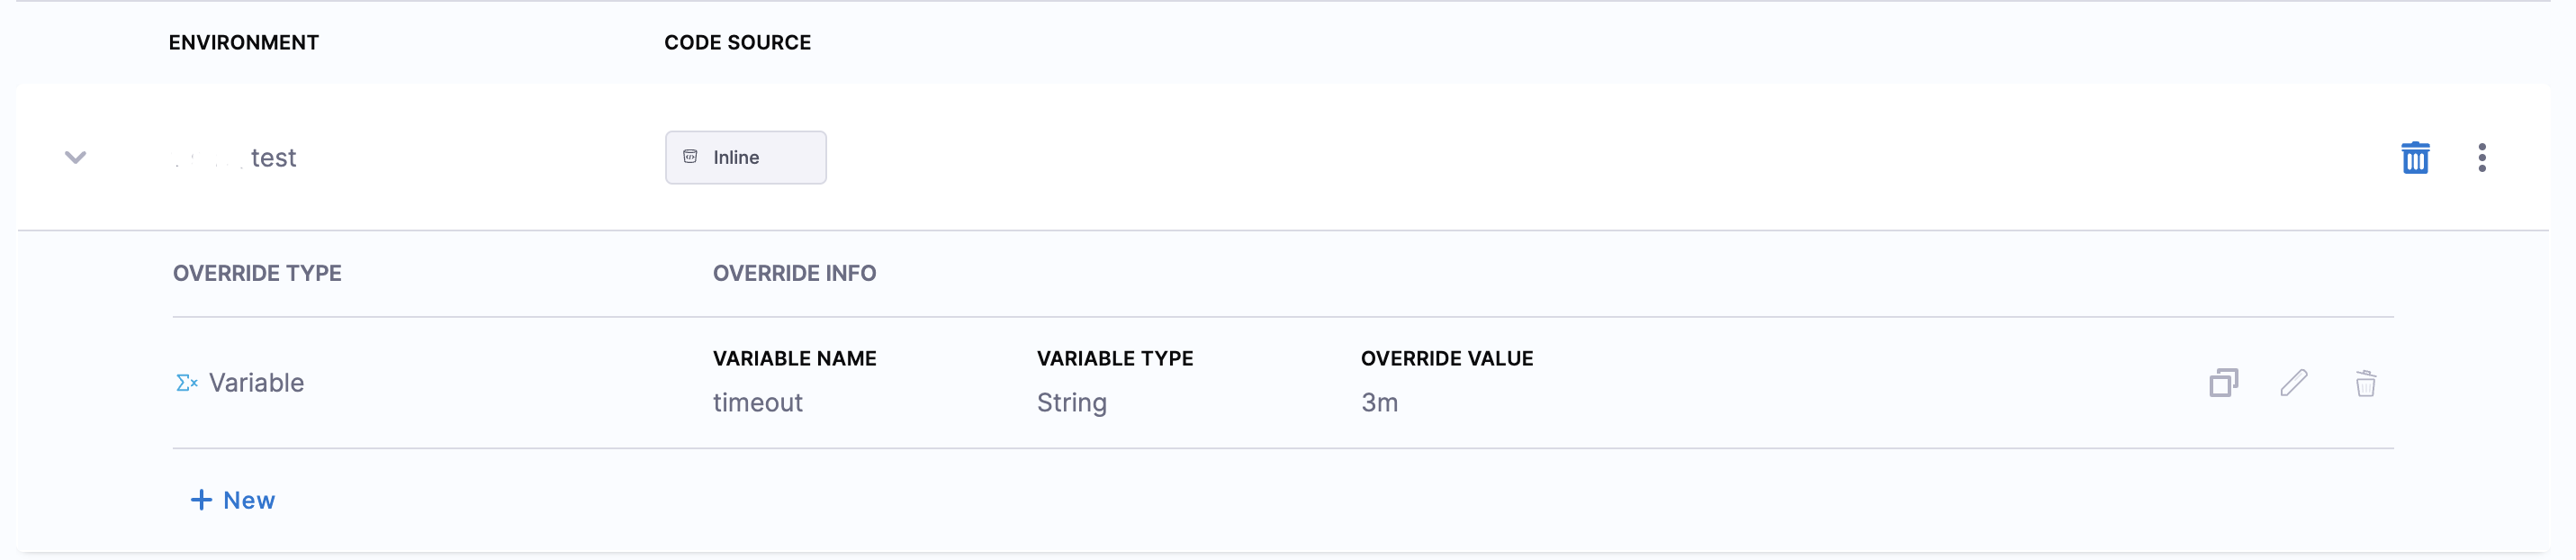 ENVIRONMENT CODE SOURCE
test Inline
OVERRIDE TYPE OVERRIDE INFO
VARIABLE NAME VARIABLE TYPE OVERRIDE VALUE
Variable
timeout String 3m
+ New